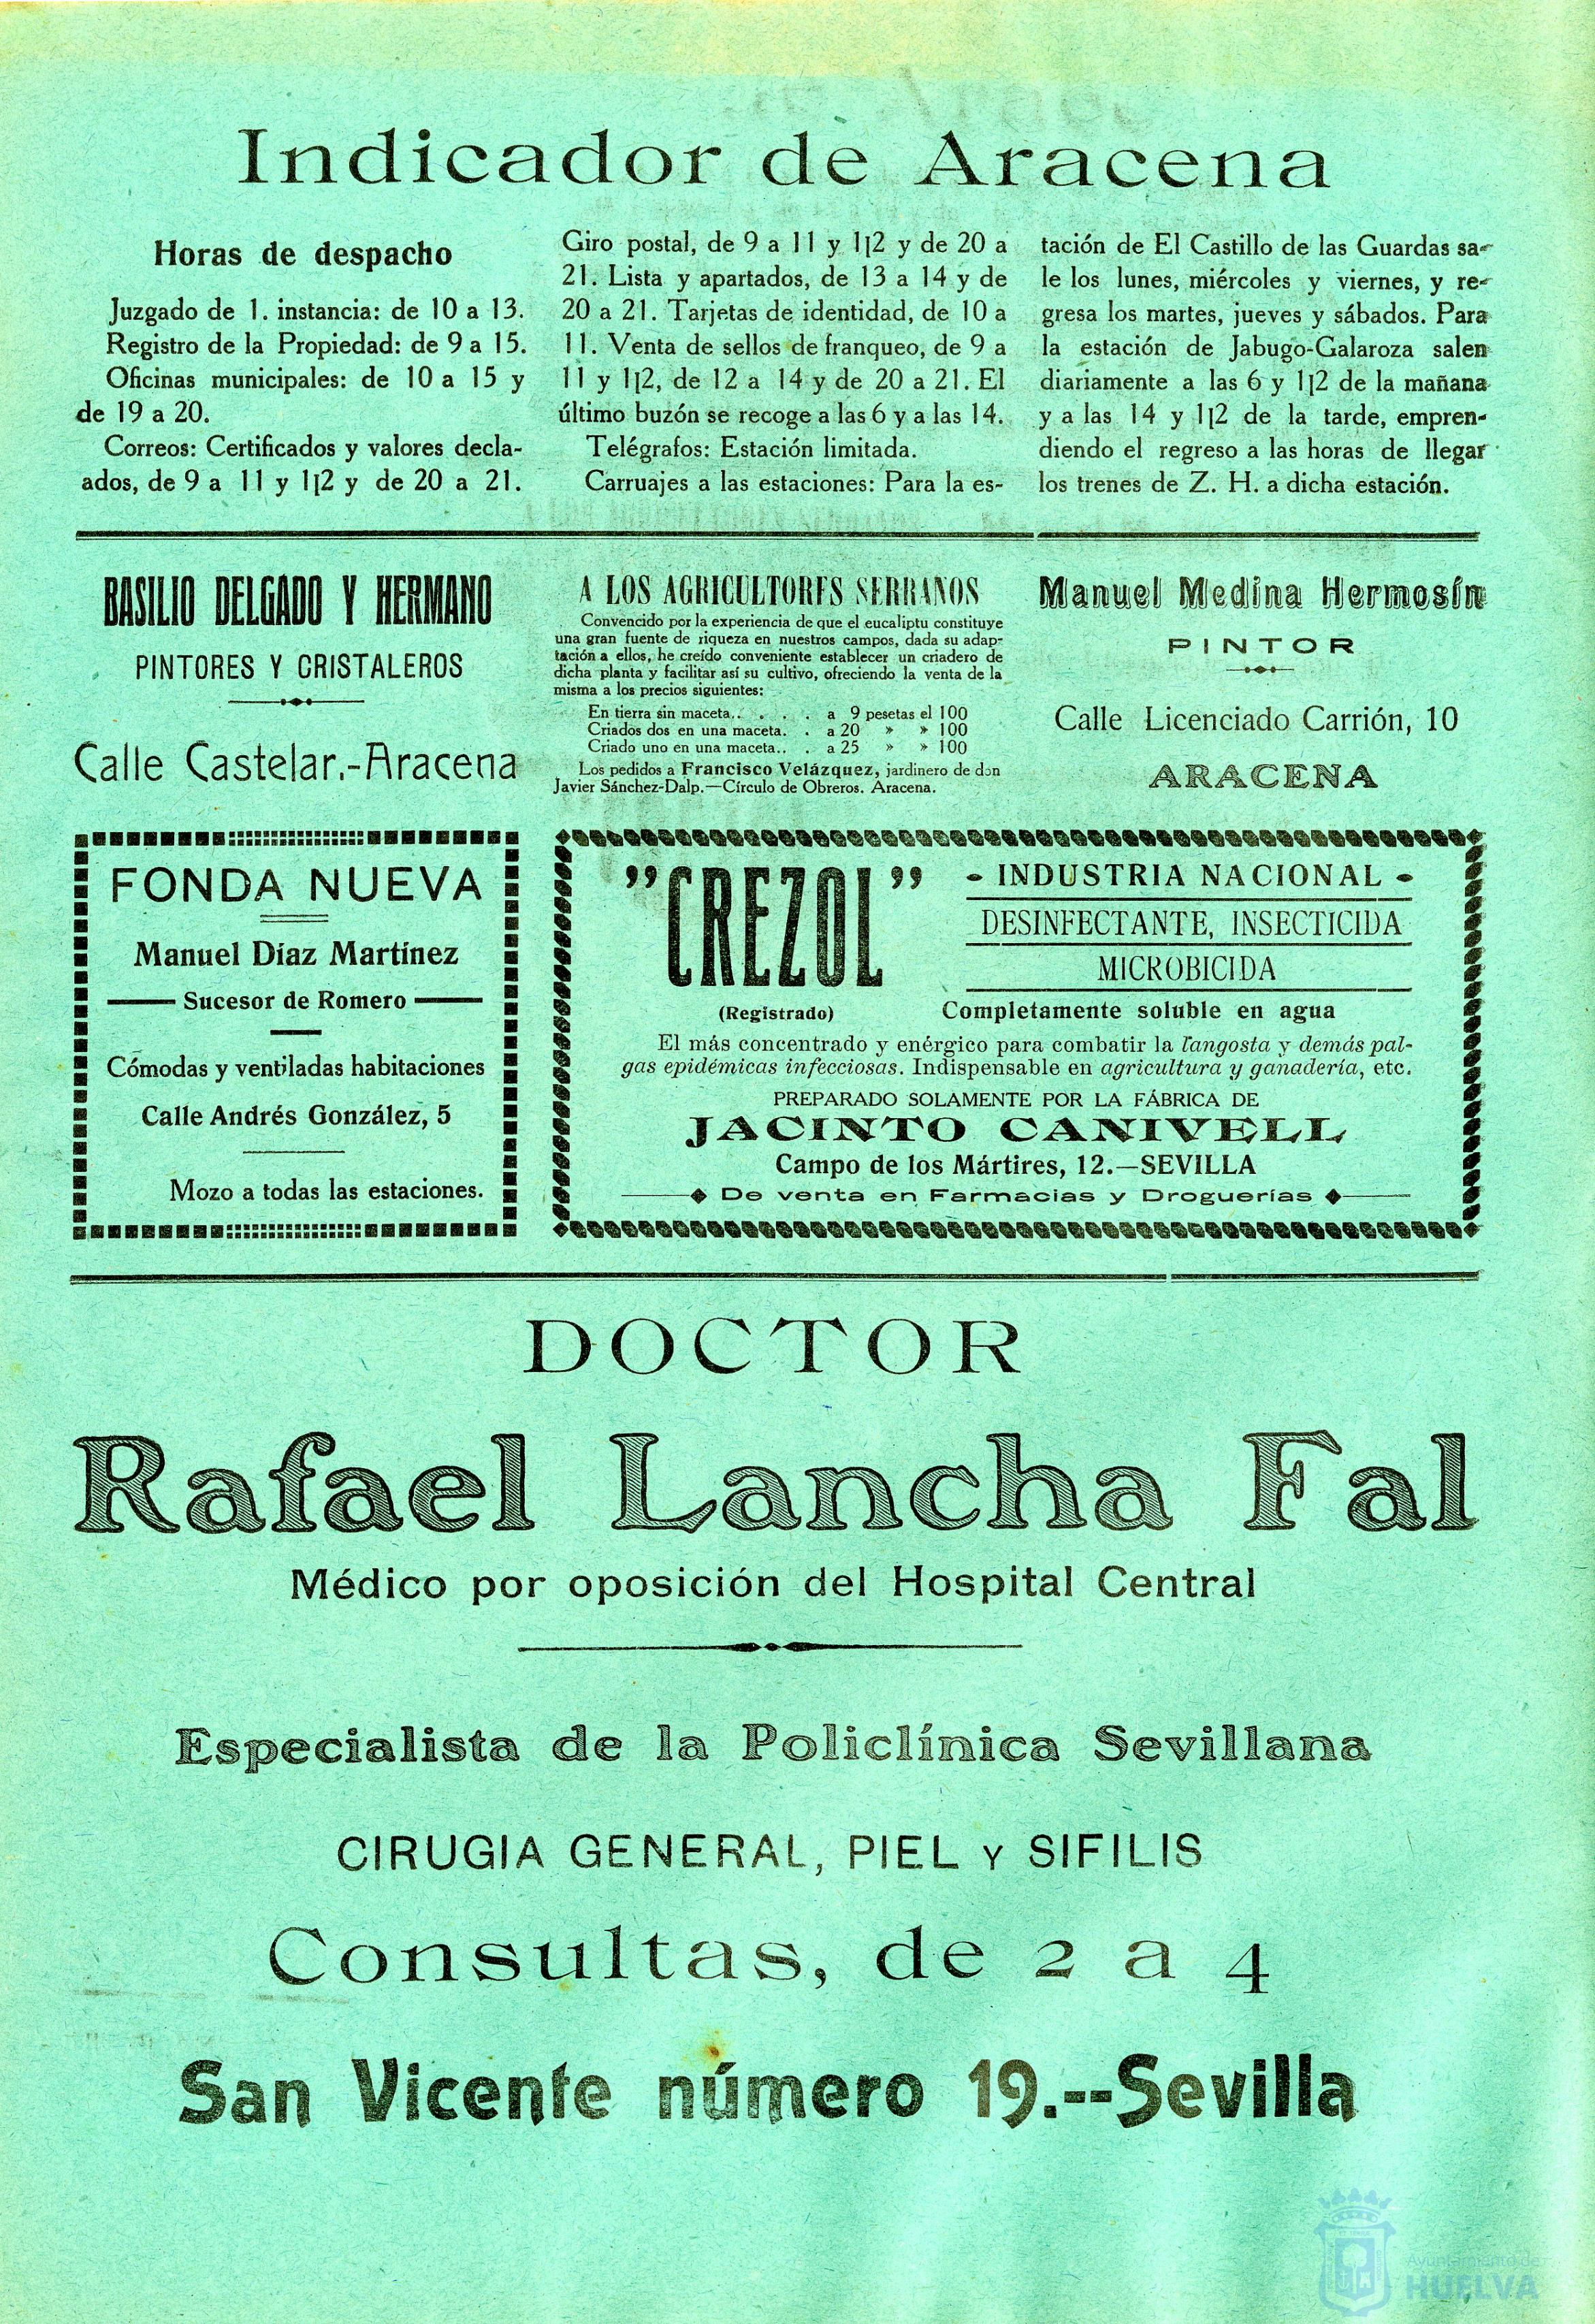 Indicador de Aracena
Horas de despacho
Juzgado de 1. instancia: de 10 a 13.
Registro de la Propiedad: de 9 a 15.
Oficinas municipales: de 10 a 15 y
de 19 a 20.
Correos: Certificados y valores decla-
ados, de 9 a 11 y 1¡2 y de 20 a 21.
Giro postal, de 9 a 11 y 1¡2 y de 20 a
21. Lista y apartados, de 13 a 14 y de
20 a 21. Tarjetas de identidad, de 10 a
11. Venta de sellos de franqueo, de 9 a
11 y 1¡2, de 12 a 14 y de 20 a 21. El
último buzón se recoge a las 6 y a las 14.
Telégrafos: Estación limitada.
Carruajes a las estaciones: Para la es-
tación de El Castillo de las Guardas sa-
le los lunes, miércoles y viernes, y re-
gresa los martes, jueves y sábados. Para
la estación de Jabugo-Galaroza salen
diariamente a las 6 y 1¡2 de la mañana
y a las 14 y 1¡2 de la tarde, empren-
diendo el regreso a las horas de llegar
los trenes de Z. H. a dicha estación.
BASILIO DELGADO Y HERMANO
PINTORES Y CRISTALEROS
Calle Castelar.-Aracena
A LOS AGRICULTORES SERRANOS
Convencido por la experiencia de que el eucaliptu constituye
una gran fuente de riqueza en nuestros campos, dada su adap-
tación a ellos, he creído conveniente establecer un criadero de
dicha planta y facilitar así su cultivo, ofreciendo la venta de la
misma a los precios siguientes:
En tierra sin maceta.. . . . a 9 pesetas el 100
Criados dos en una maceta. . a 20 » » 100
Criado uno en una maceta.. . a 25 » » 100
Los pedidos a Francisco Velázquez, jardinero de don
Javier Sánchez-Dalp.—Círculo de Obreros. Aracena.
Manuel Medina Hermosín
PINTOR
Calle Licenciado Carrión, 10
ARACENA
FONDA NUEVA
Manuel Díaz Martínez
Sucesor de Romero
Cómodas y ventiladas habitaciones
Calle Andrés González, 5
Mozo a todas las estaciones.
”CREZOL”
(Registrado)
- INDUSTRIA NACIONAL -
DESINFECTANTE, INSECTICIDA
MICROBICIDA
Completamente soluble en agua
El más concentrado y enérgico para combatir la langosta y demás pal-
gas epidémicas infecciosas. Indispensable en agricultura y ganadería, etc.
PREPARADO SOLAMENTE POR LA FÁBRICA DE
JACINTO CANIVELL
Campo de los Mártires, 12.—SEVILLA
De venta en Farmacias y Droguerías
DOCTOR
Rafael Lancha Fal
Médico por oposición del Hospital Central
Especialista de la Policlínica Sevillana
CIRUGIA GENERAL, PIEL Y SIFILIS
Consultas, de 2 a 4
San Vicente número 19.--Sevilla
Ayuntamiento de
HUELVA